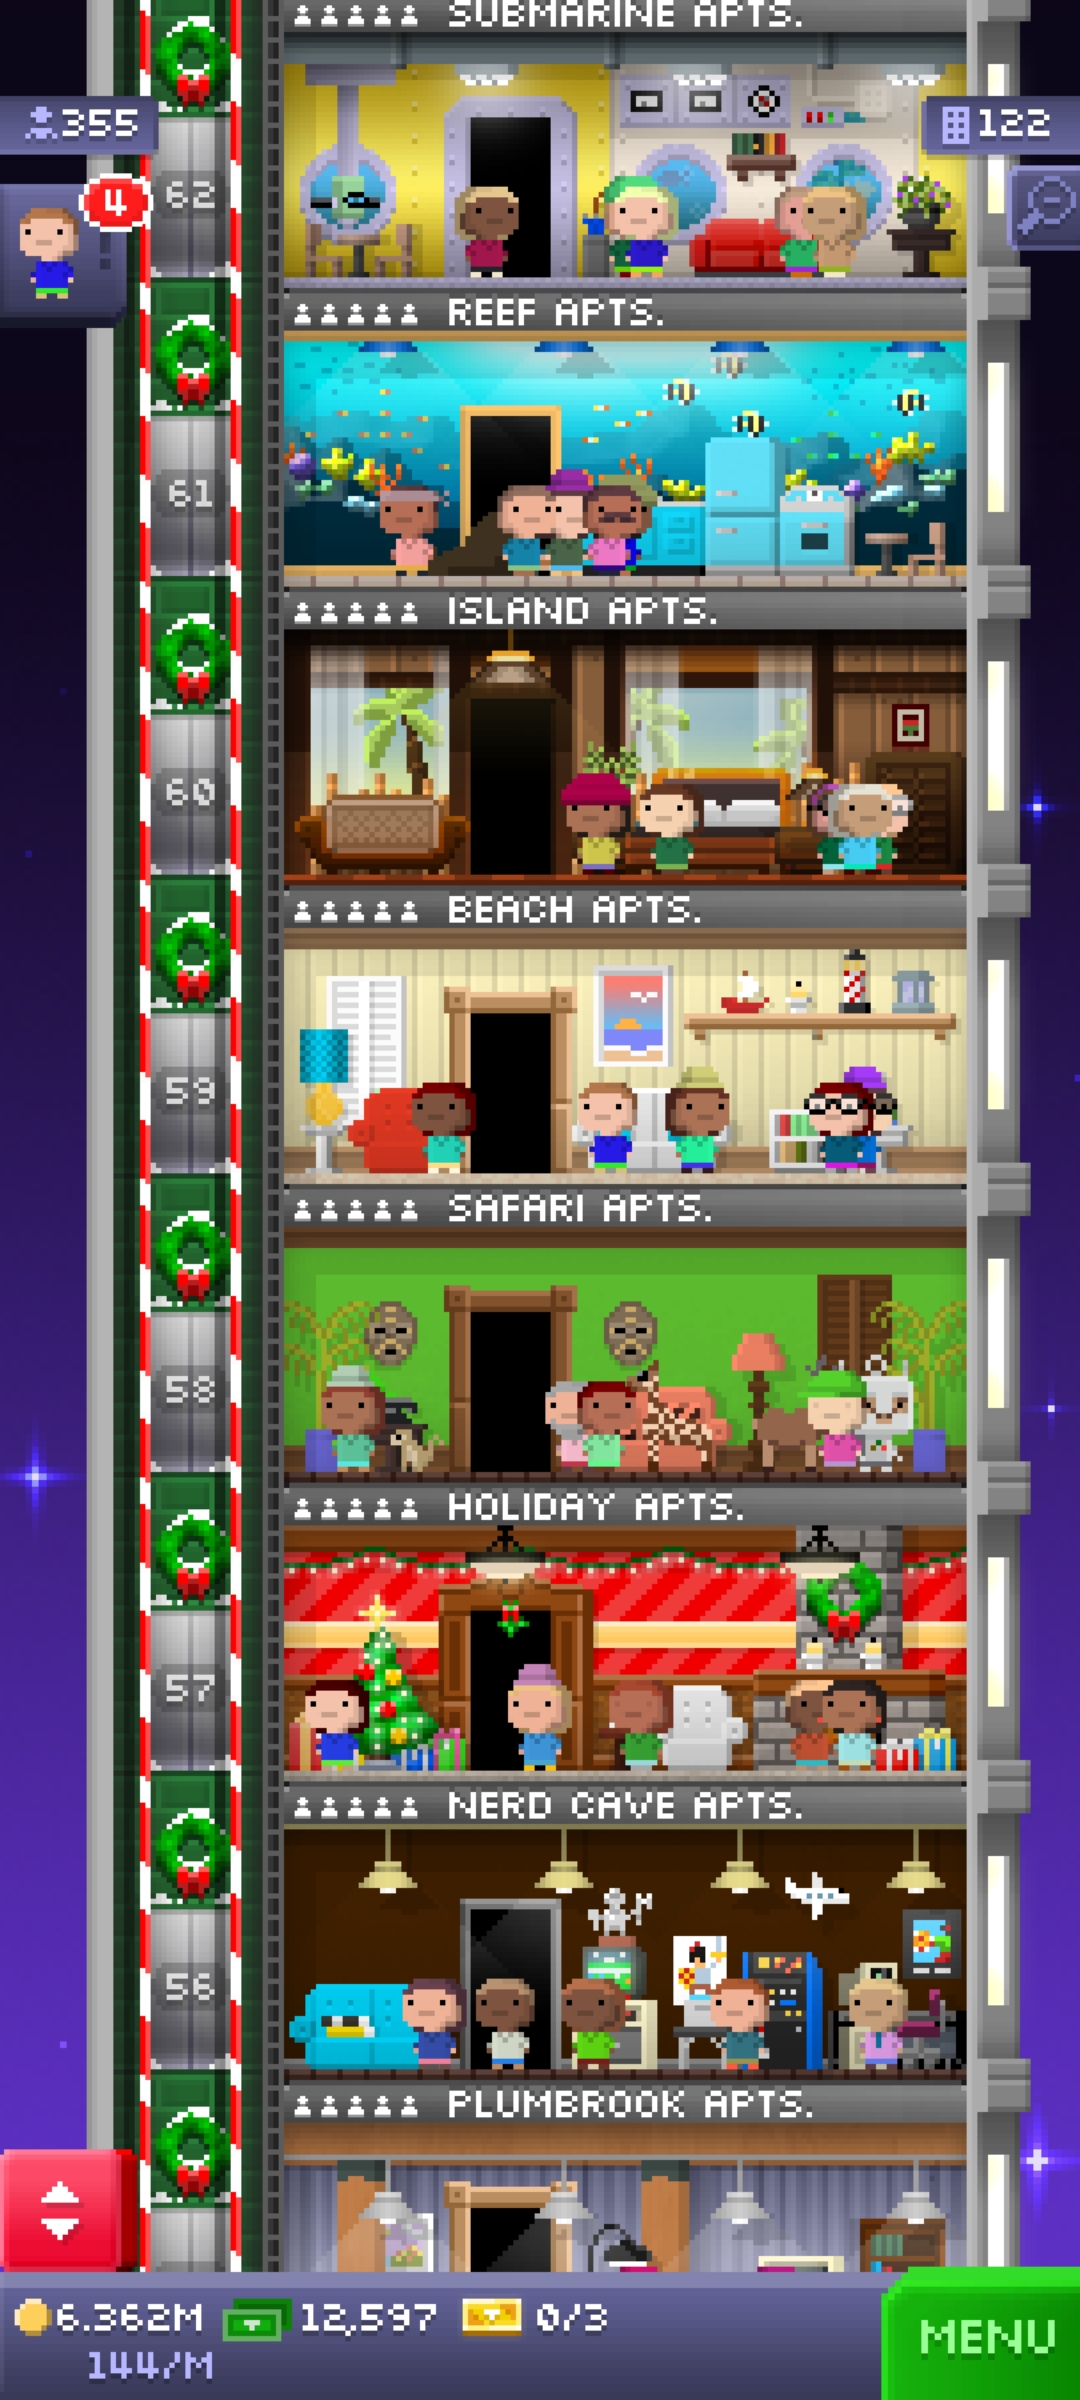 SUBMARINE APTS.
355
122
4
62
REEF APTS.
61
ISLAND APTS.
60
BEACH APTS.
59
SAFARI APTS.
58
HOLIDAY APTS.
57
NERD CAVE APTS.
56
PLUMBROOK APTS.
6.362M 12,597 0/3
144/M
MENU